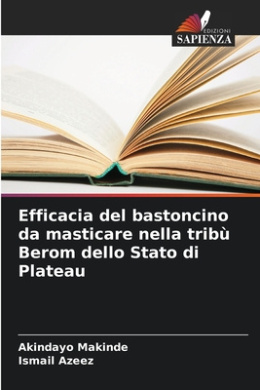 EDIZIONI
SAPIENZA
Efficacia del bastoncino
da masticare nella tribù
Berom dello Stato di
Plateau
Akindayo Makinde
Ismail Azeez